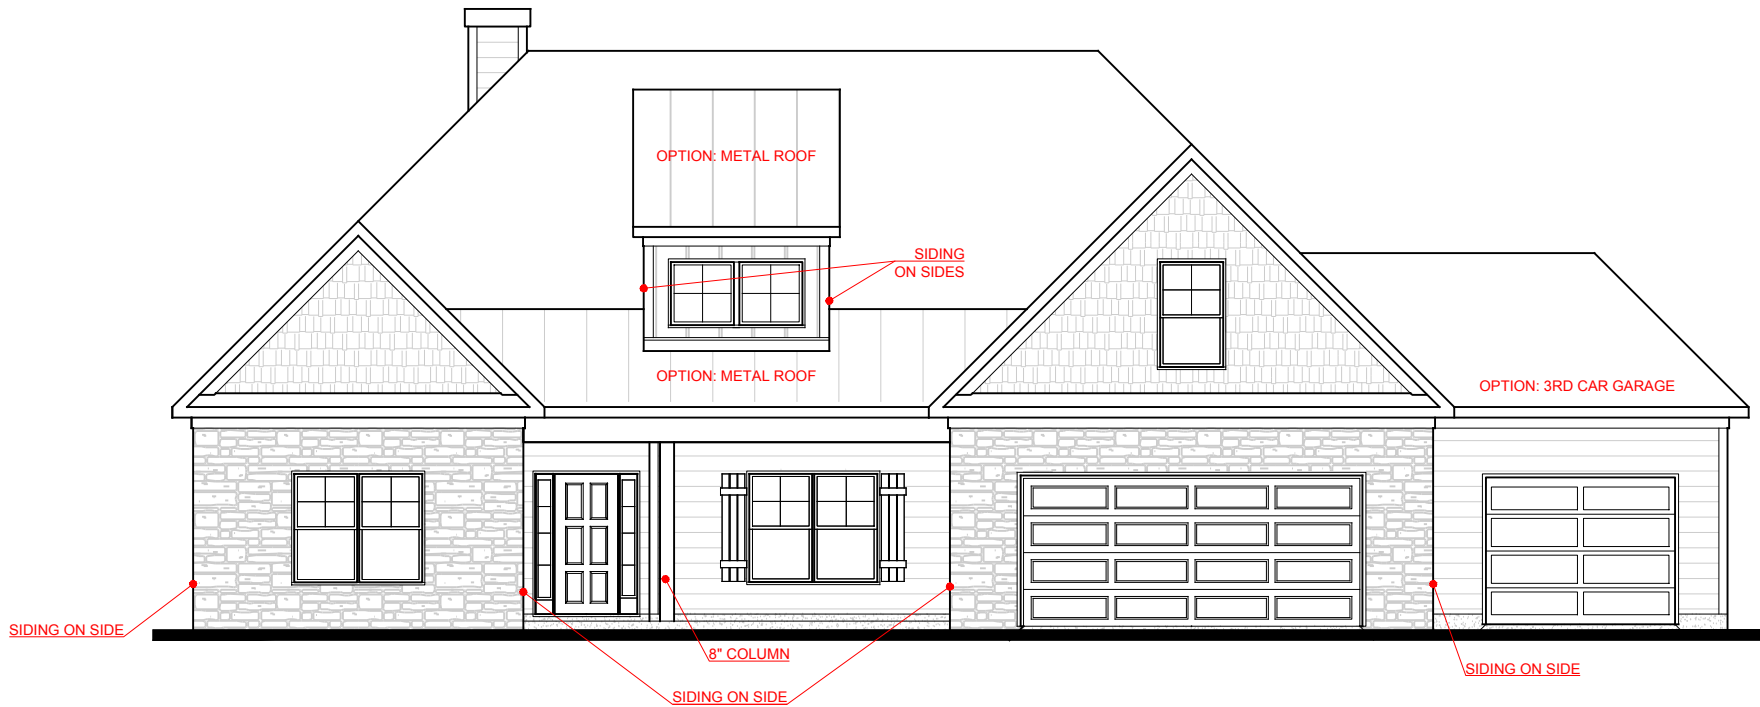 OPTION: METAL ROOF
SIDING
ON SIDES
OPTION: METAL ROOF
OPTION: 3RD CAR GARAGE
SIDING ON SIDE
8" COLUMN
SIDING ON SIDE
SIDING ON SIDE